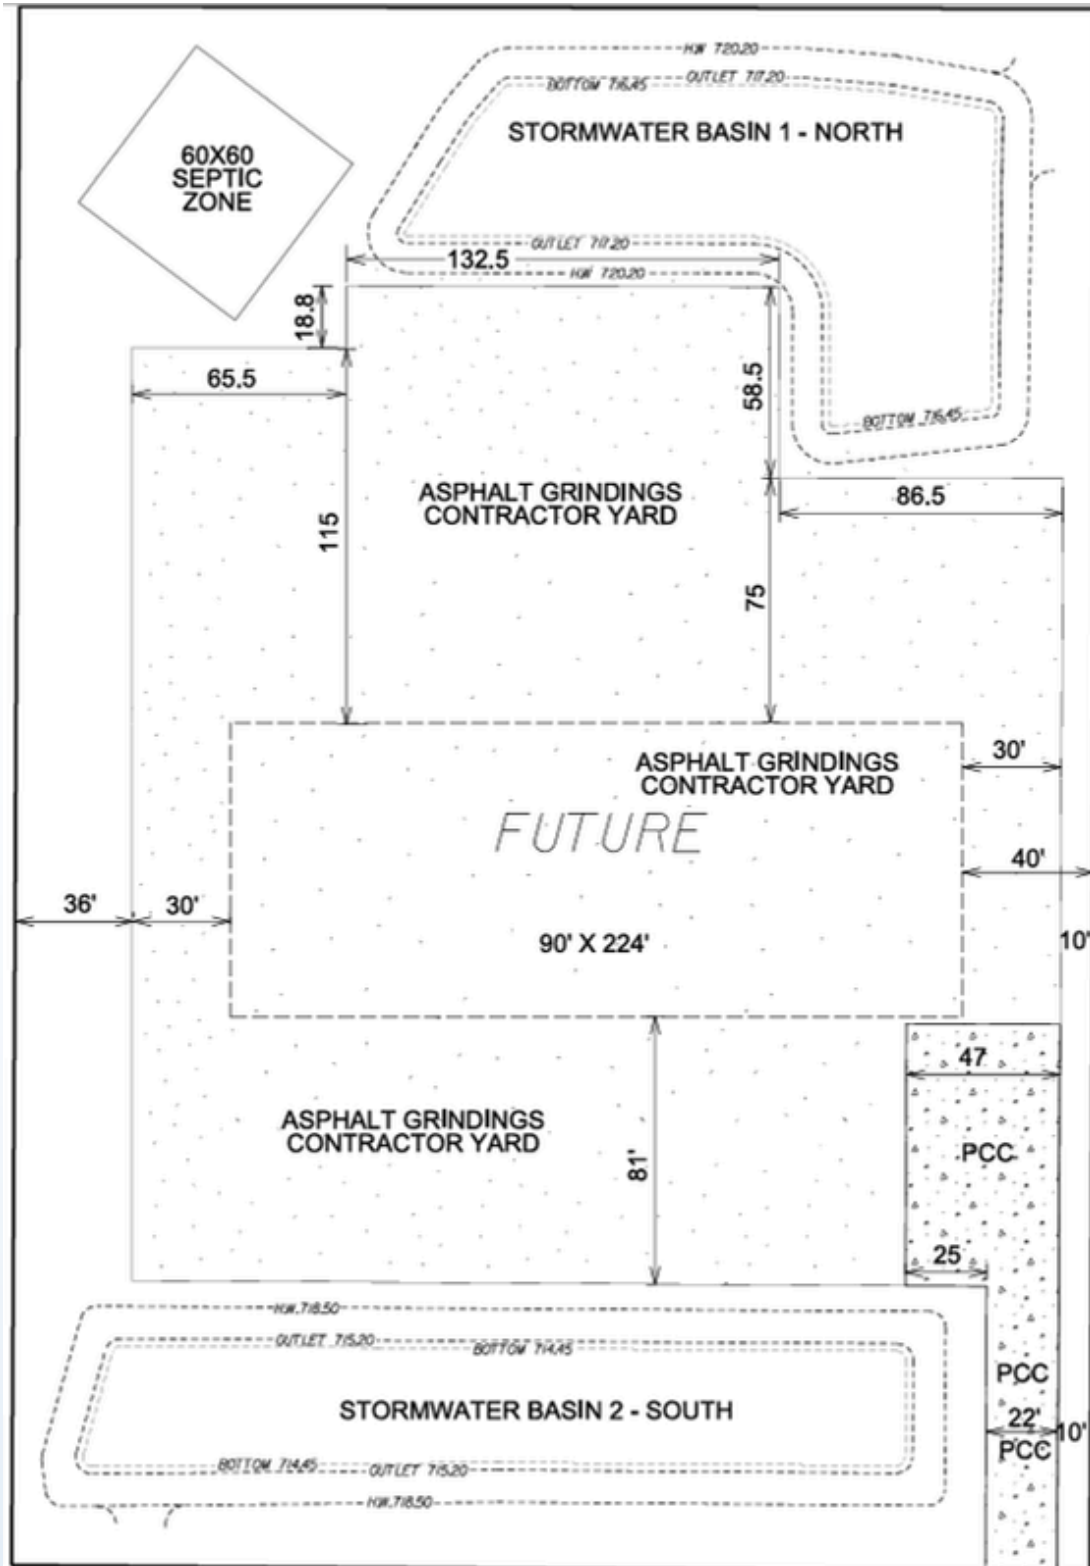 HW 720.20
BOTTOM 716.45
OUTLET 717.20
STORMWATER BASIN 1 - NORTH
60X60
SEPTIC
ZONE
OUTLET 717.20
132.5
HW 720.20
18.8
65.5
58.5
BOTTOM 716.45
ASPHALT GRINDINGS
CONTRACTOR YARD
86.5
115
75
ASPHALT GRINDINGS
CONTRACTOR YARD
30'
FUTURE
40'
36'
30'
90' X 224'
10'
47
ASPHALT GRINDINGS
CONTRACTOR YARD
81'
PCC
25
H.W. 718.50
OUTLET 715.20
BOTTOM 714.45
PCC
STORMWATER BASIN 2 - SOUTH
22'
10'
PCC
BOTTOM 714.45
OUTLET 715.20
H.W. 718.50